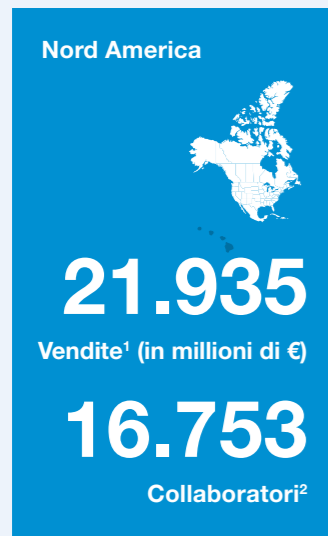 Nord America
21.935
Vendite¹ (in millioni di €)
16.753
Collaboratori²